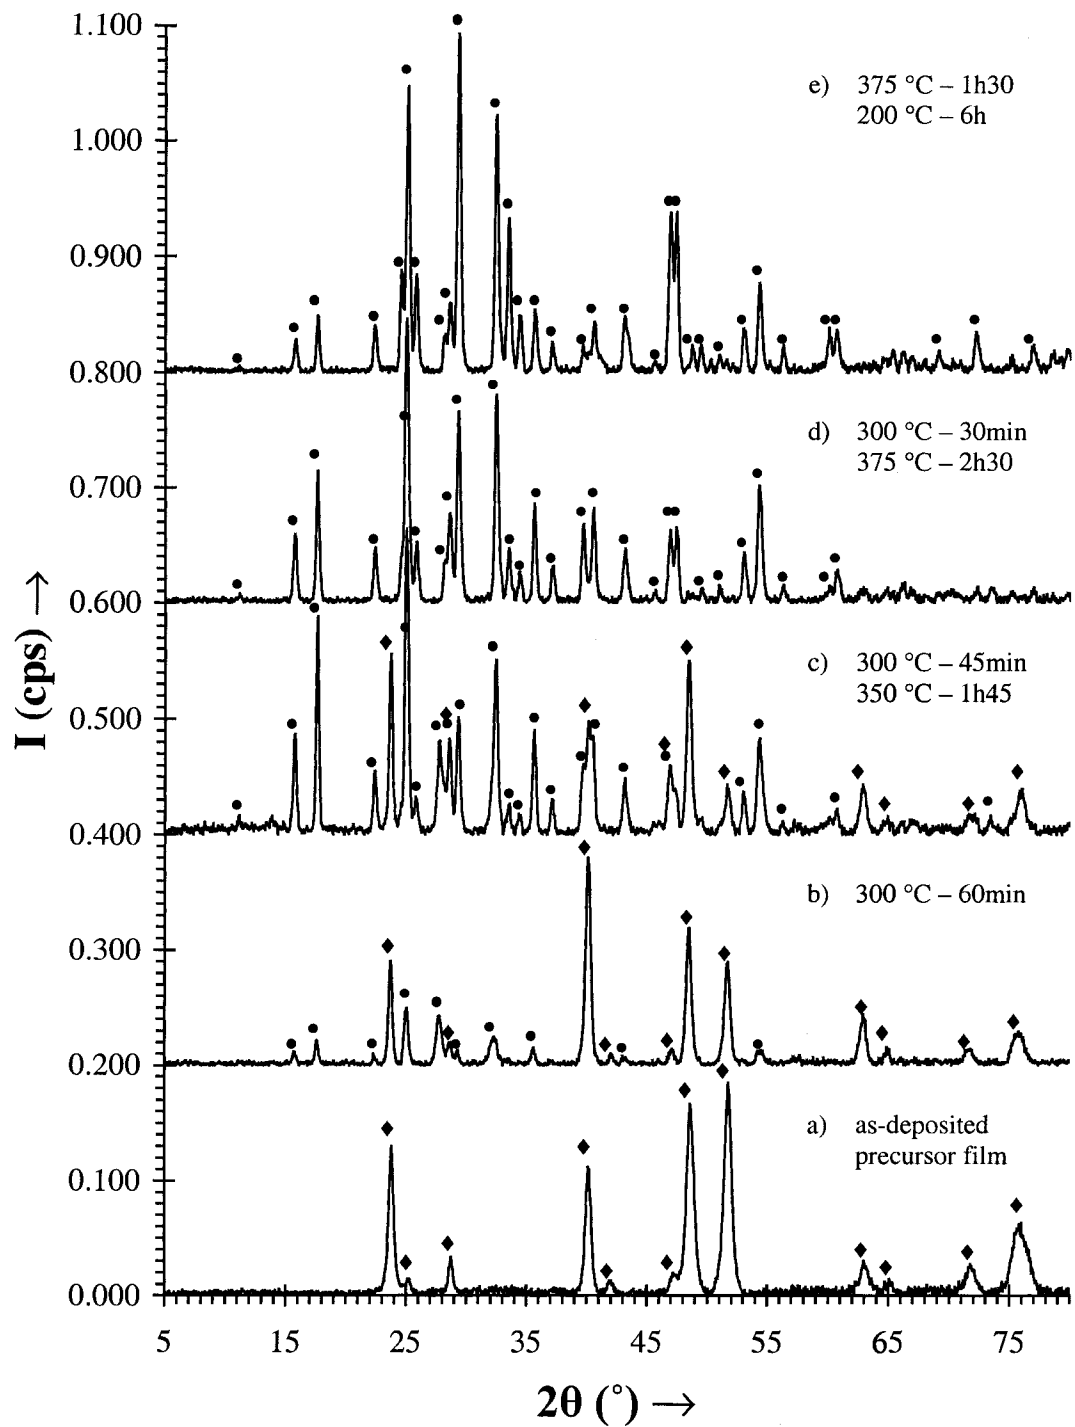 1.100
e) 375 °C – 1h30
200 °C – 6h
1.000
0.900
0.800
d) 300 °C – 30min
375 °C – 2h30
0.700
0.600
c) 300 °C – 45min
350 °C – 1h45
0.500
0.400
b) 300 °C – 60min
0.300
0.200
a) as-deposited
precursor film
0.100
0.000
I (cps) →
5 15 25 35 45 55 65 75
2θ (°) →